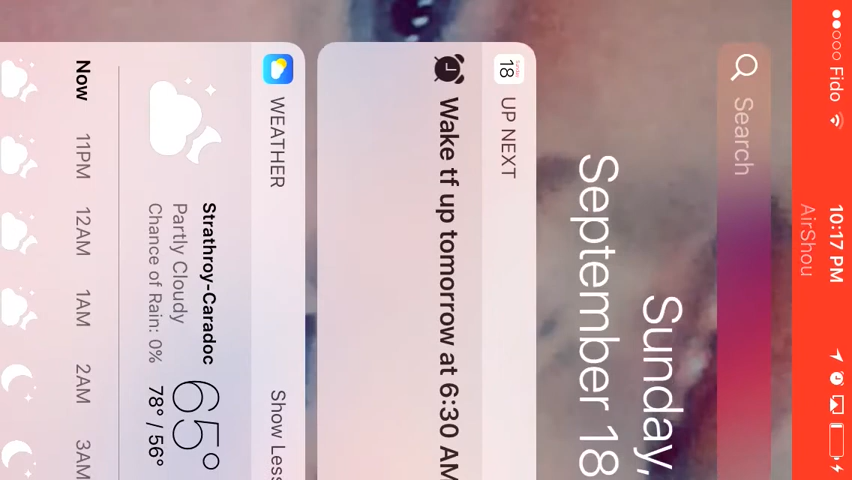 Fido 10:17 PM
AirShou
Search
Sunday,
September 18
18 UP NEXT
Wake tf up tomorrow at 6:30 AM
WEATHER Show Less
Strathroy-Caradoc
Partly Cloudy
Chance of Rain: 0%
65°
78° / 56°
Now 11PM 12AM 1AM 2AM 3AM